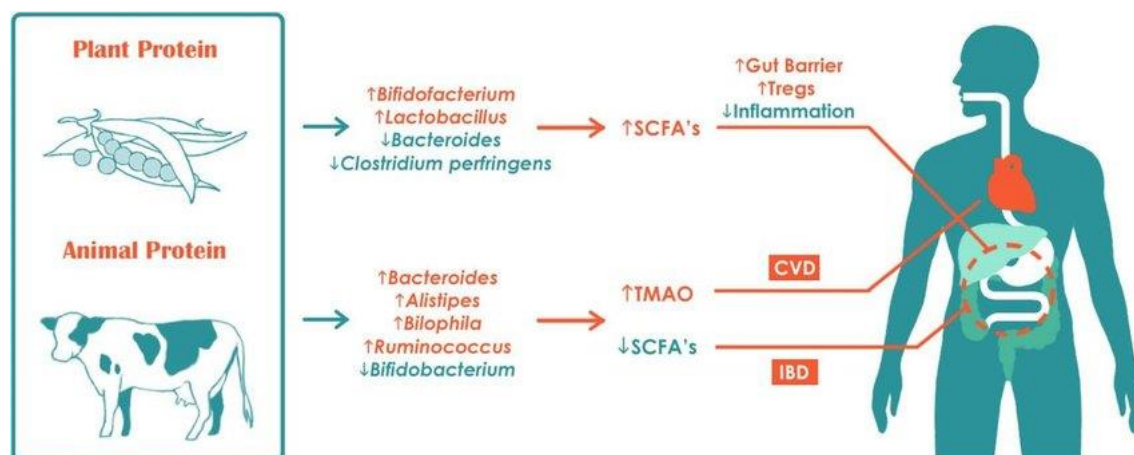 Plant Protein
↑Bifidofacterium
↑Lactobacillus
↓Bacteroides
↓Clostridium perfringens
↑SCFA's
↑Gut Barrier
↑Tregs
↓Inflammation
Animal Protein
↑Bacteroides
↑Alistipes
↑Bilophila
↑Ruminococcus
↓Bifidobacterium
↑TMAO
CVD
↓SCFA's
IBD